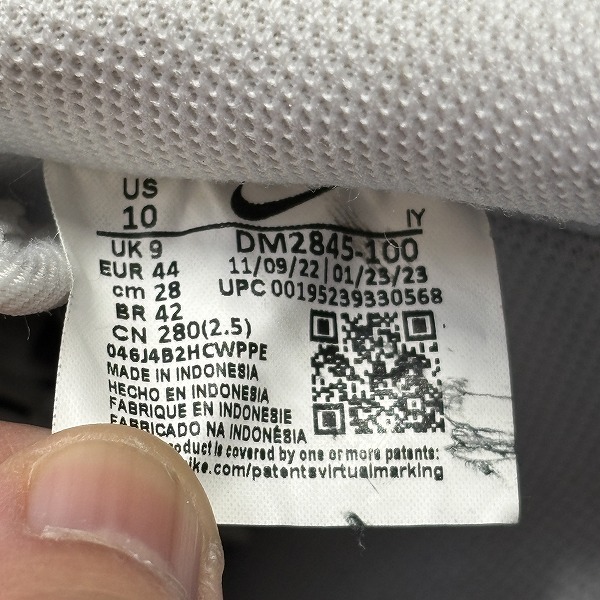 US
10
IY
UK 9
EUR 44
cm 28
BR 42
CN 280(2.5)
DM2845-100
11/09/22|01/23/23
UPC 00195239330568
046J4B2HCWPPE
MADE IN INDONESIA
HECHO EN INDONESIA
FABRIQUE EN INDONESIE
FABRICADO NA INDONÉSIA
product is covered by one or more patents:
ike.com/patentsvirtualmarking